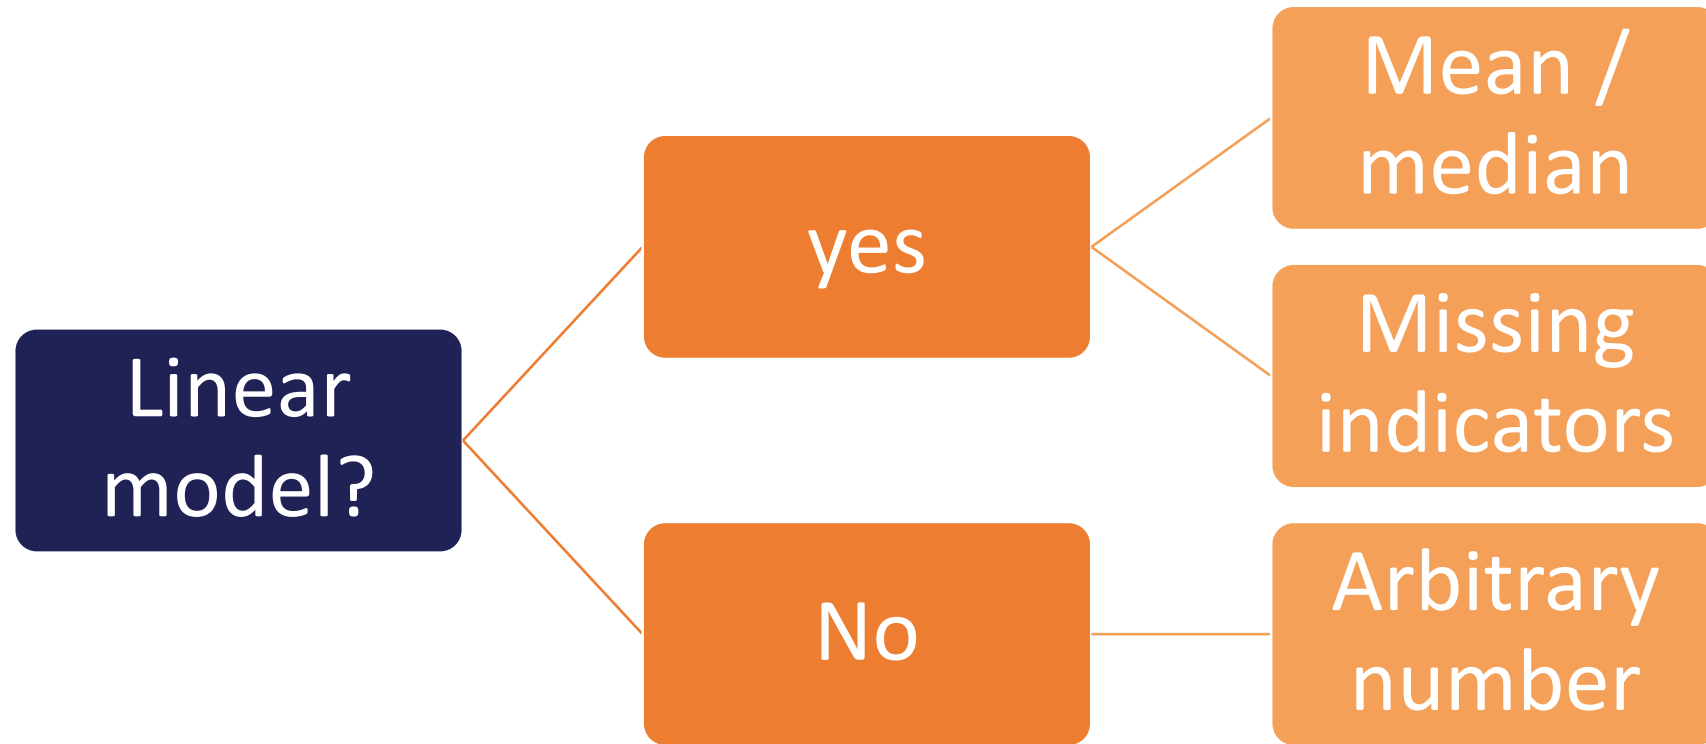 Linear
model?
yes
No
Mean /
median
Missing
indicators
Arbitrary
number